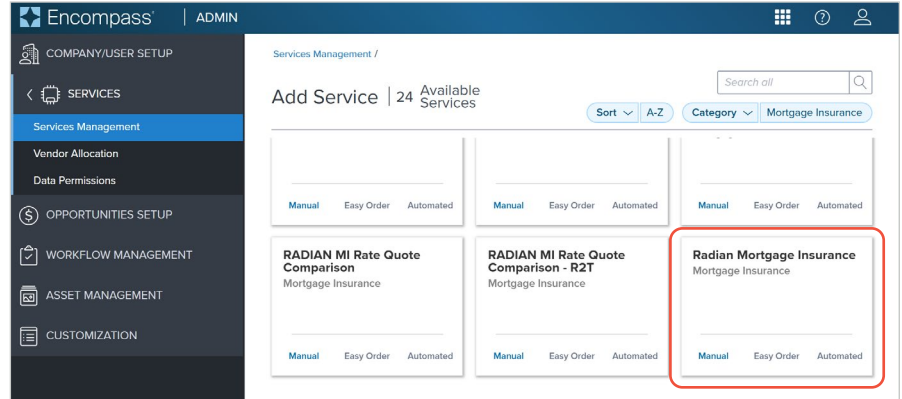 Encompass | ADMIN
COMPANY/USER SETUP
SERVICES
Services Management
Vendor Allocation
Data Permissions
OPPORTUNITIES SETUP
WORKFLOW MANAGEMENT
ASSET MANAGEMENT
CUSTOMIZATION
Services Management /
Add Service | 24 Available Services
Search all
Sort A-Z Category Mortgage Insurance
Manual Easy Order Automated
Manual Easy Order Automated
Manual Easy Order Automated
RADIAN MI Rate Quote
Comparison
Mortgage Insurance
Manual Easy Order Automated
RADIAN MI Rate Quote
Comparison - R2T
Mortgage Insurance
Manual Easy Order Automated
Radian Mortgage Insurance
Mortgage Insurance
Manual Easy Order Automated